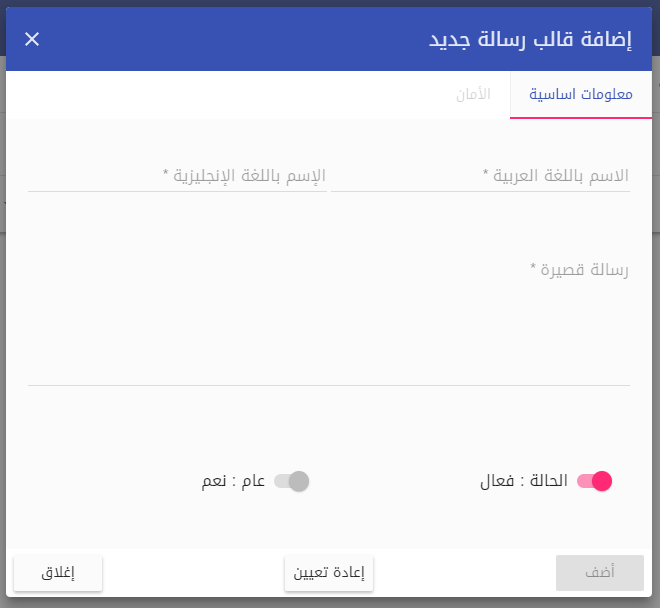 إضافة قالب رسالة جديد
معلومات اساسية
الأمان
الاسم باللغة العربية *
الإسم باللغة الإنجليزية *
رسالة قصيرة *
الحالة : فعال
عام : نعم
أضف
إعادة تعيين
إغلاق